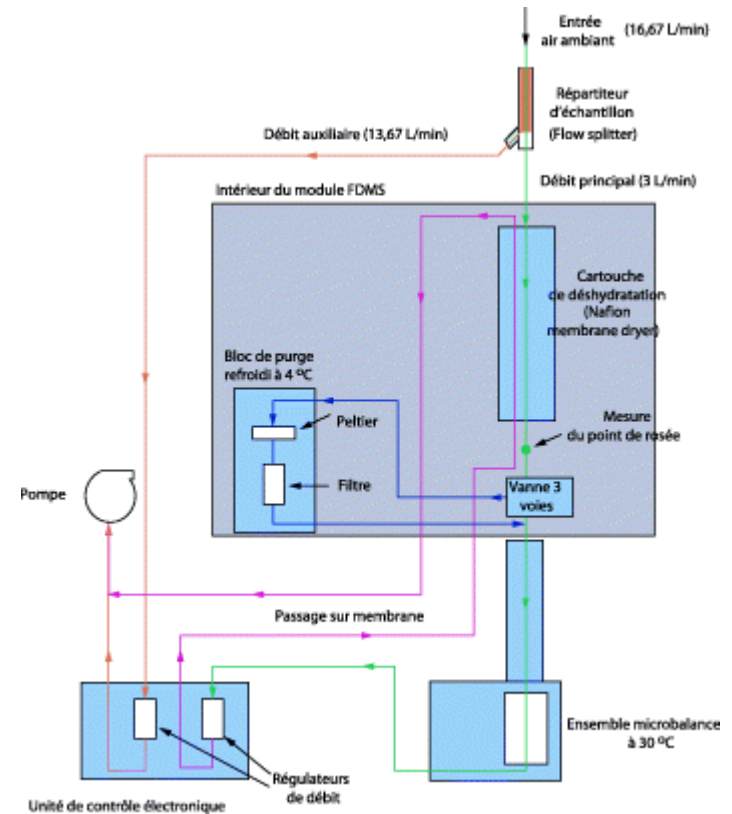 Entrée
air ambiant
(16,67 L/min)
Répartiteur
d'échantillon
(Flow splitter)
Débit auxiliaire (13,67 L/min)
Débit principal (3 L/min)
Intérieur du module FDMS
Cartouche
de déshydratation
(Nafion
membrane dryer)
Bloc de purge
refroidi à 4 ºC
Peltier
Mesure
du point de rosée
Filtre
Vanne 3
voies
Pompe
Passage sur membrane
Ensemble microbalance
à 30 ºC
Régulateurs
de débit
Unité de contrôle électronique